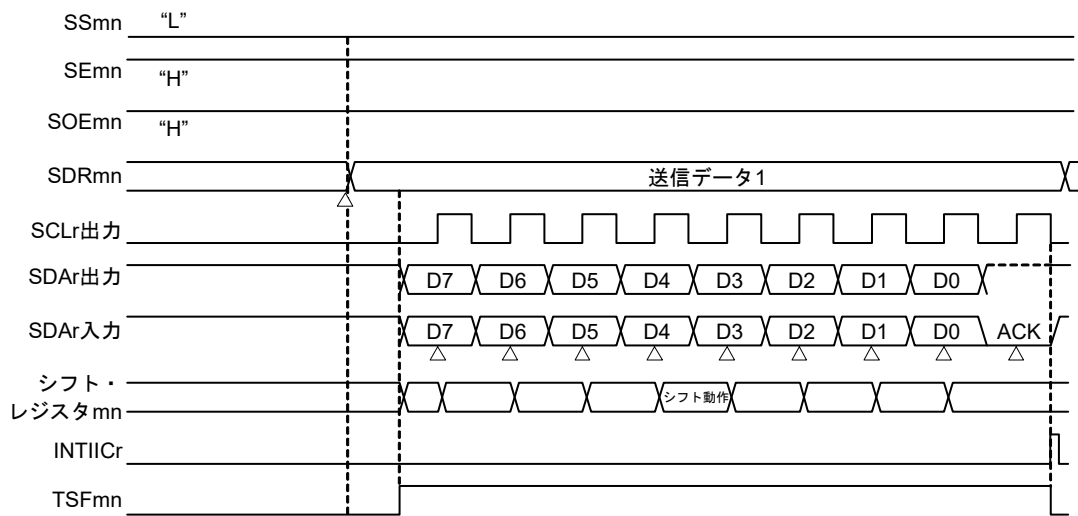 SSmn “L”
SEmn “H”
SOEmn “H”
SDRmn 送信データ1
SCLr出力
SDAr出力 D7 D6 D5 D4 D3 D2 D1 D0
SDAr入力 D7 D6 D5 D4 D3 D2 D1 D0 ACK
シフト・
レジスタmn シフト動作
INTIICr
TSFmn